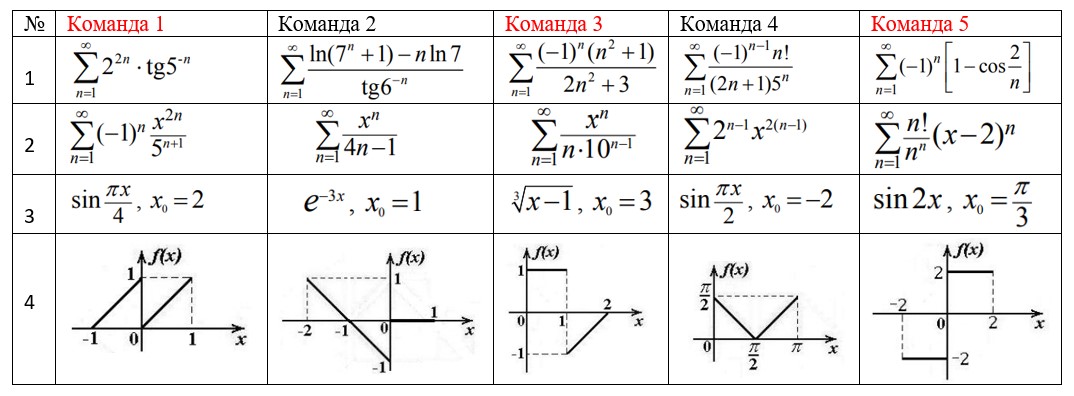 № Команда 1 Команда 2 Команда 3 Команда 4 Команда 5
1 $\sum_{n=1}^{\infty} 2^{2n} \cdot \mathrm{tg}5^{-n}$ $\sum_{n=1}^{\infty} \frac{\ln(7^n+1)-n\ln 7}{\mathrm{tg}6^{-n}}$ $\sum_{n=1}^{\infty} \frac{(-1)^n(n^2+1)}{2n^2+3}$ $\sum_{n=1}^{\infty} \frac{(-1)^{n-1}n!}{(2n+1)5^n}$ $\sum_{n=1}^{\infty} (-1)^n\left[1-\cos\frac{2}{n}\right]$
2 $\sum_{n=1}^{\infty} (-1)^n \frac{x^{2n}}{5^{n+1}}$ $\sum_{n=1}^{\infty} \frac{x^n}{4n-1}$ $\sum_{n=1}^{\infty} \frac{x^n}{n \cdot 10^{n-1}}$ $\sum_{n=1}^{\infty} 2^{n-1}x^{2(n-1)}$ $\sum_{n=1}^{\infty} \frac{n!}{n^n}(x-2)^n$
3 $\sin\frac{\pi x}{4}, x_0=2$ $e^{-3x}, x_0=1$ $\sqrt[3]{x-1}, x_0=3$ $\sin\frac{\pi x}{2}, x_0=-2$ $\sin 2x, x_0=\frac{\pi}{3}$
4
f(x) 1 -1 0 1 x
f(x) 1 -2 -1 0 1 x -1
f(x) 1 0 1 2 x -1
f(x) $\frac{\pi}{2}$ 0 $\frac{\pi}{2}$ π x
f(x) 2 -2 0 2 x -2